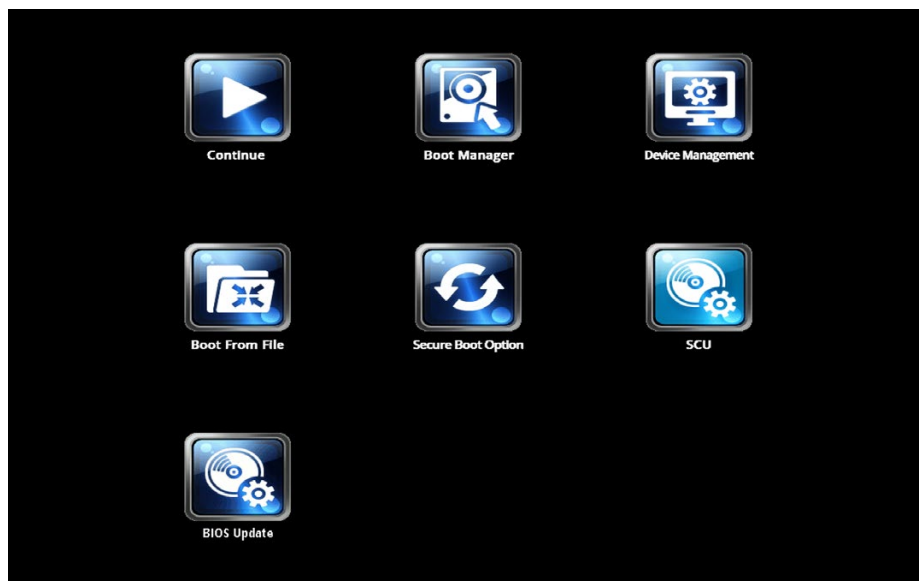 Continue
Boot Manager
Device Management
Boot From File
Secure Boot Option
SCU
BIOS Update